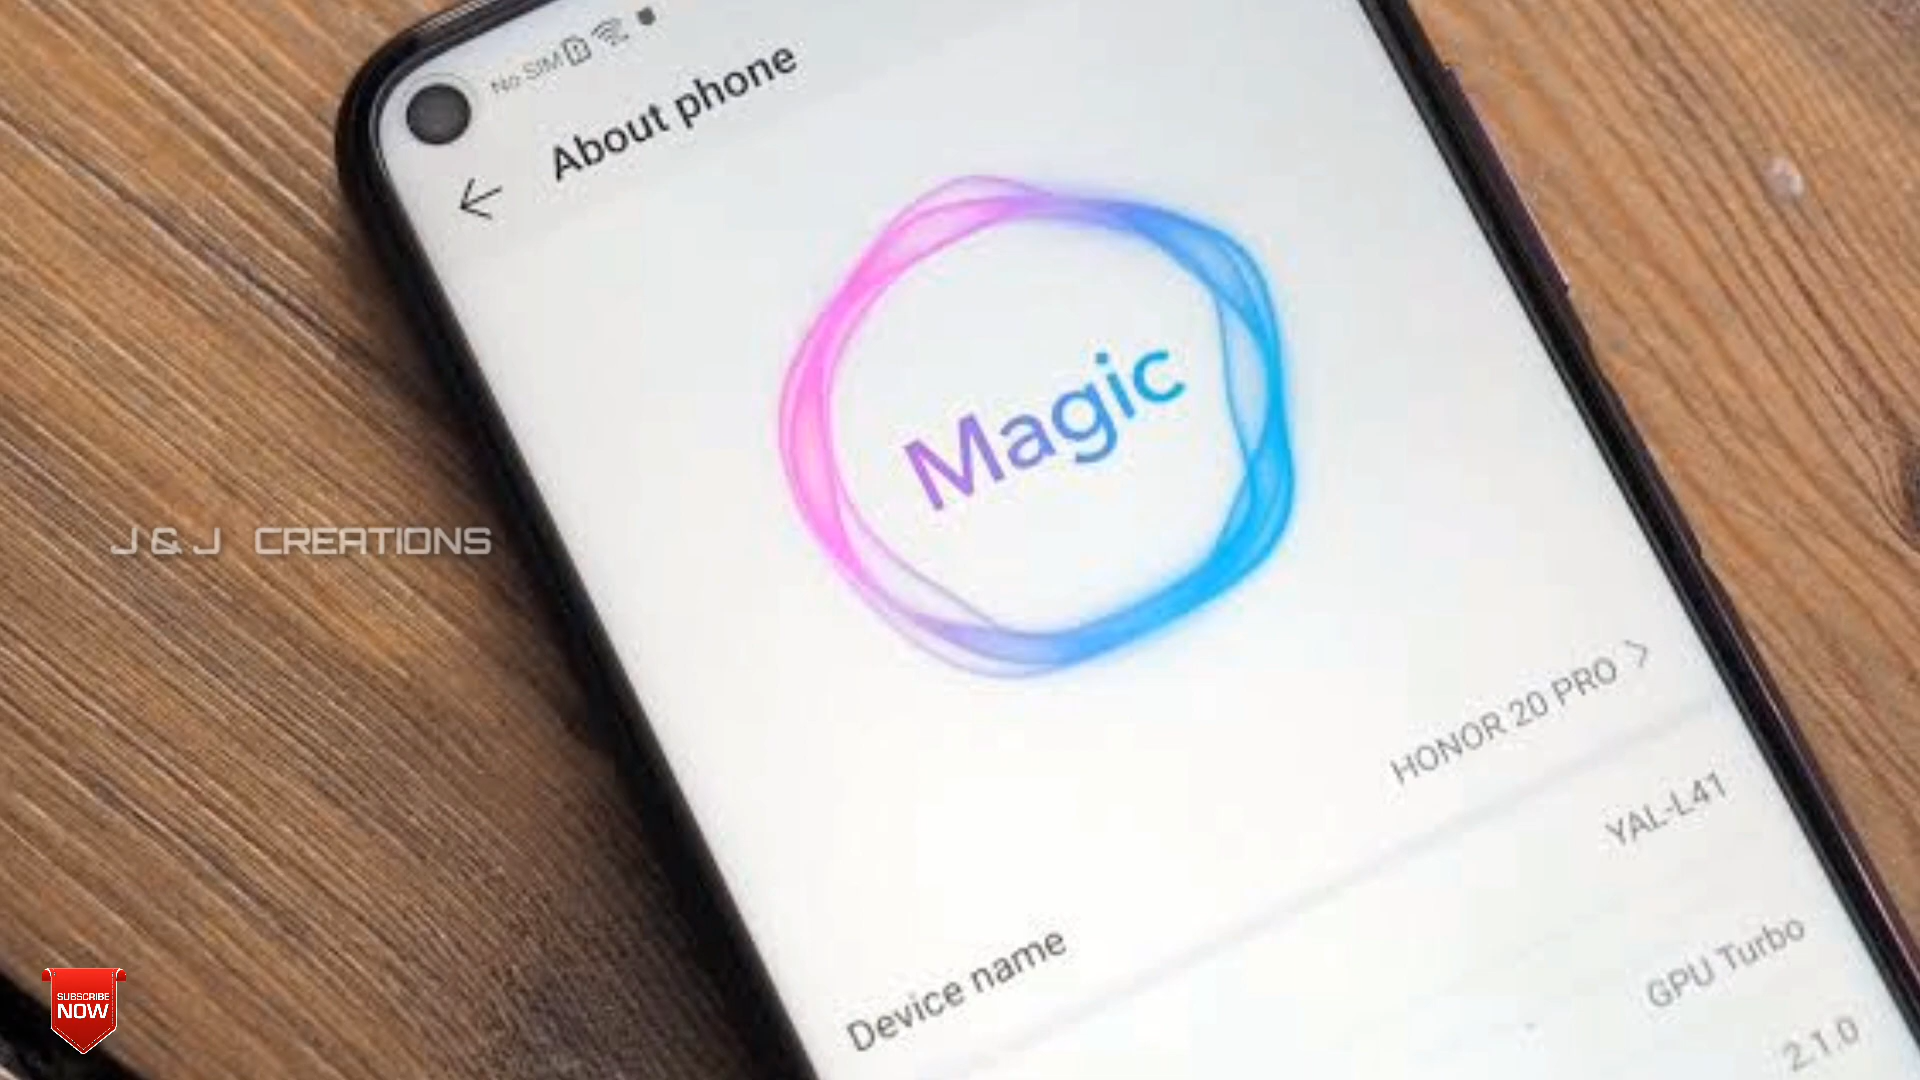 No SIM
About phone
Magic
HONOR 20 PRO
YAL-L41
Device name
GPU Turbo
2.1.0
J & J CREATIONS
SUBSCRIBE
NOW